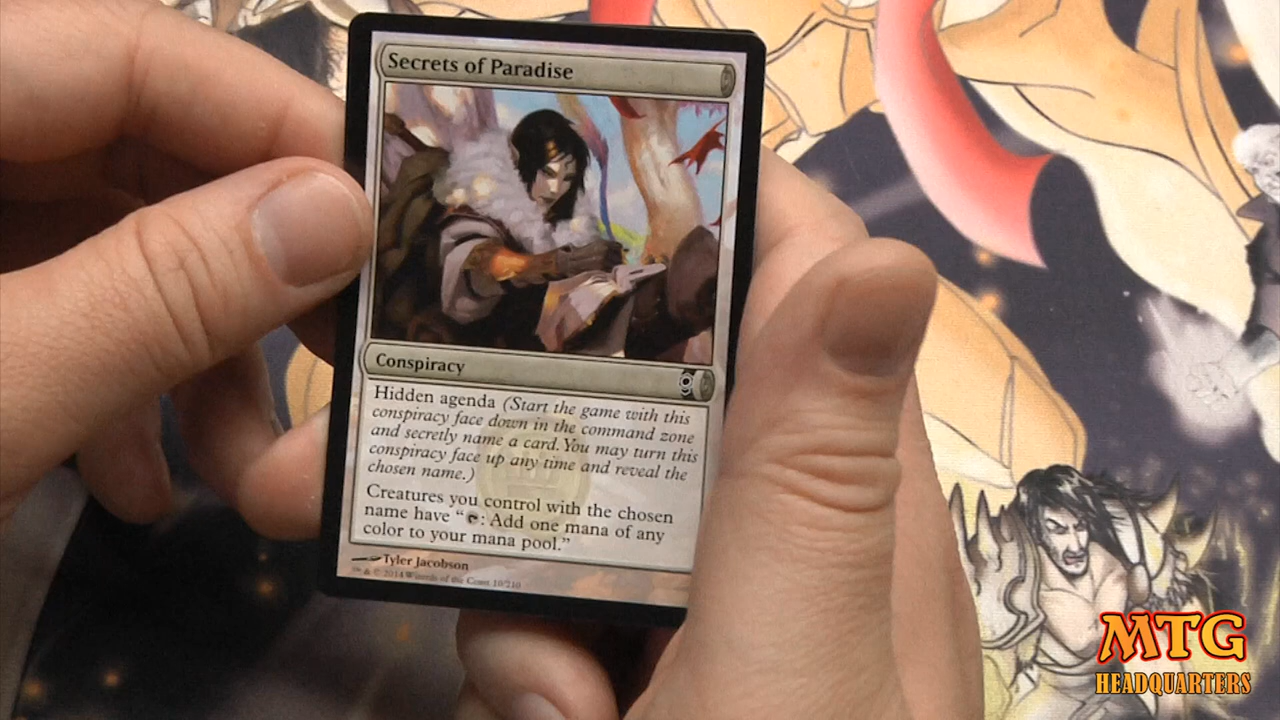 Secrets of Paradise
Conspiracy
Hidden agenda (Start the game with this
conspiracy face down in the command zone
and secretly name a card. You may turn this
conspiracy face up any time and reveal the
chosen name.)
Creatures you control with the chosen
name have “: Add one mana of any
color to your mana pool.”
Tyler Jacobson
™ & © 2014 Wizards of the Coast 10/210
MTG
HEADQUARTERS